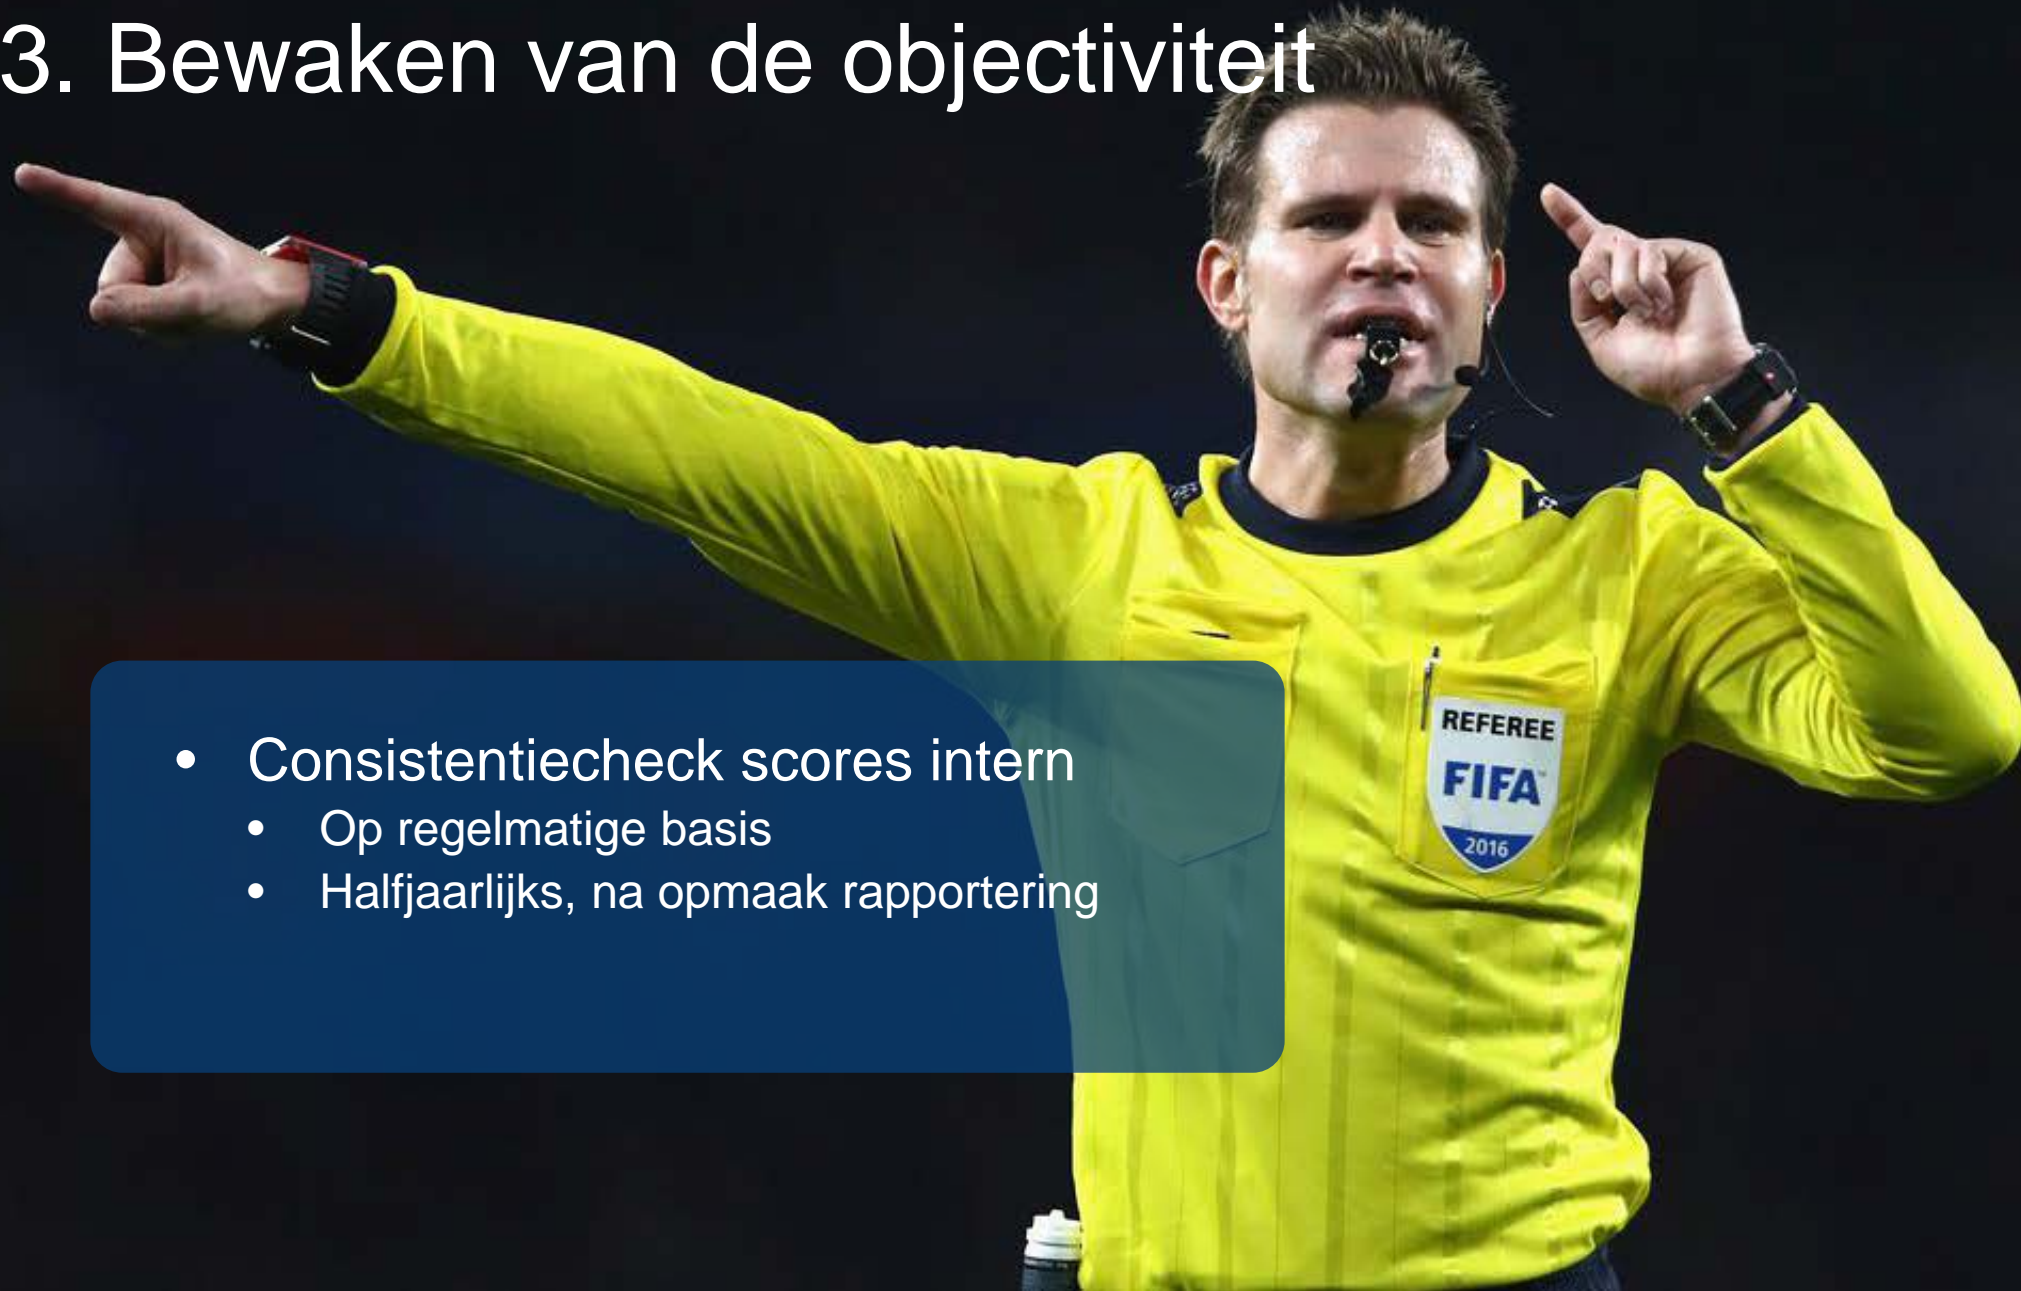 3. Bewaken van de objectiviteit
• Consistentiecheck scores intern
• Op regelmatige basis
• Halfjaarlijks, na opmaak rapportering
REFEREE
FIFA
2016